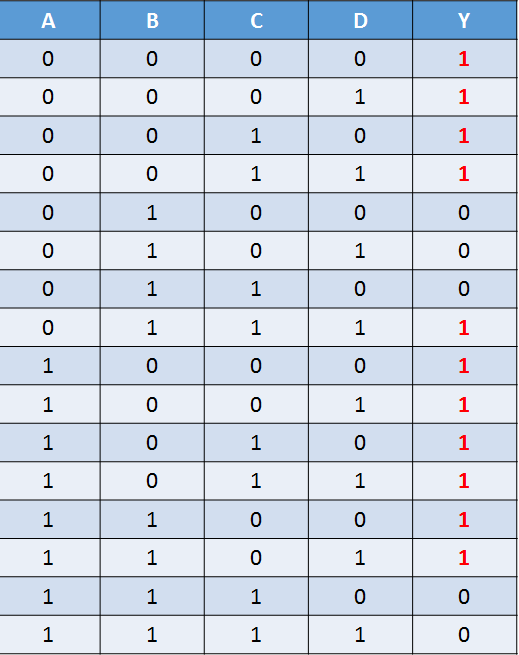 A B C D Y
0 0 0 0 1
0 0 0 1 1
0 0 1 0 1
0 0 1 1 1
0 1 0 0 0
0 1 0 1 0
0 1 1 0 0
0 1 1 1 1
1 0 0 0 1
1 0 0 1 1
1 0 1 0 1
1 0 1 1 1
1 1 0 0 1
1 1 0 1 1
1 1 1 0 0
1 1 1 1 0